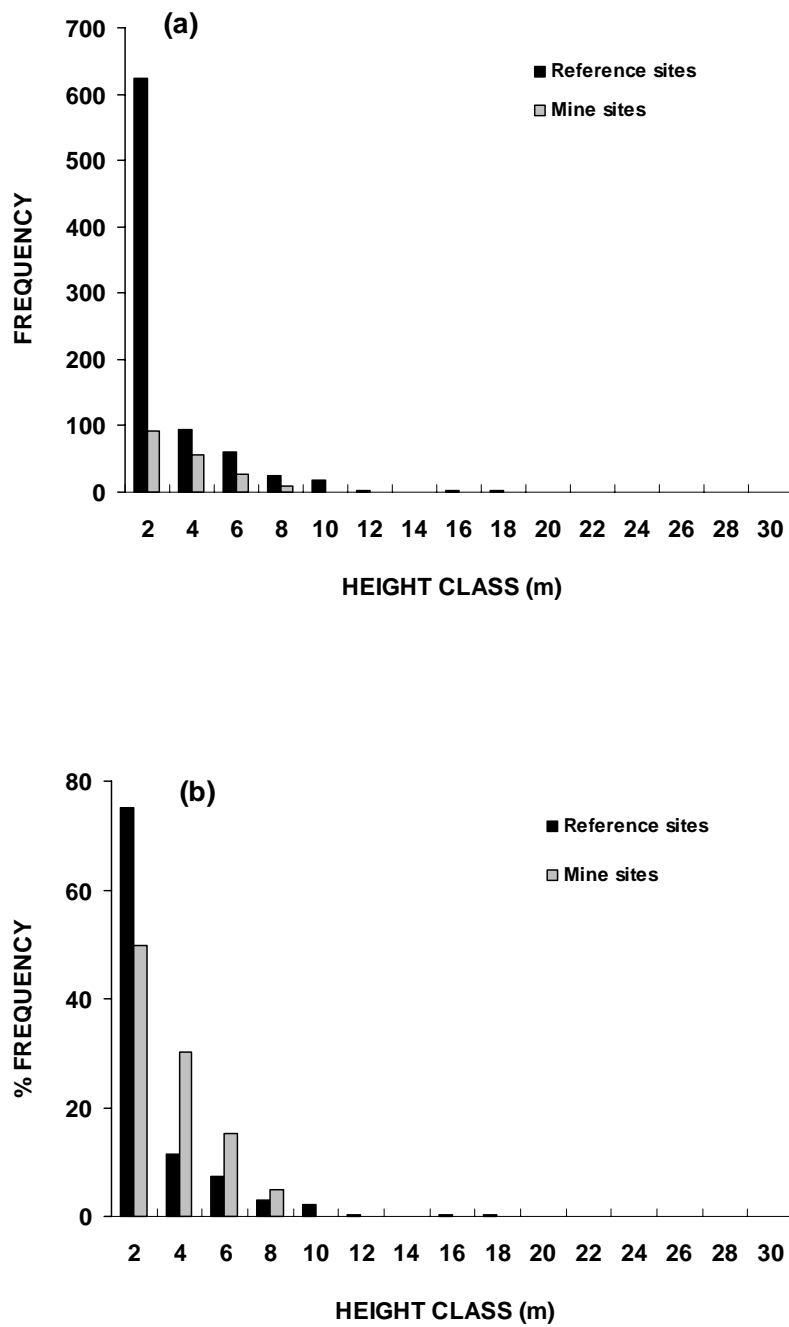 (a)
700
600
500
400
300
200
100
0
FREQUENCY
Reference sites
Mine sites
2 4 6 8 10 12 14 16 18 20 22 24 26 28 30
HEIGHT CLASS (m)
(b)
80
60
40
20
0
% FREQUENCY
Reference sites
Mine sites
2 4 6 8 10 12 14 16 18 20 22 24 26 28 30
HEIGHT CLASS (m)